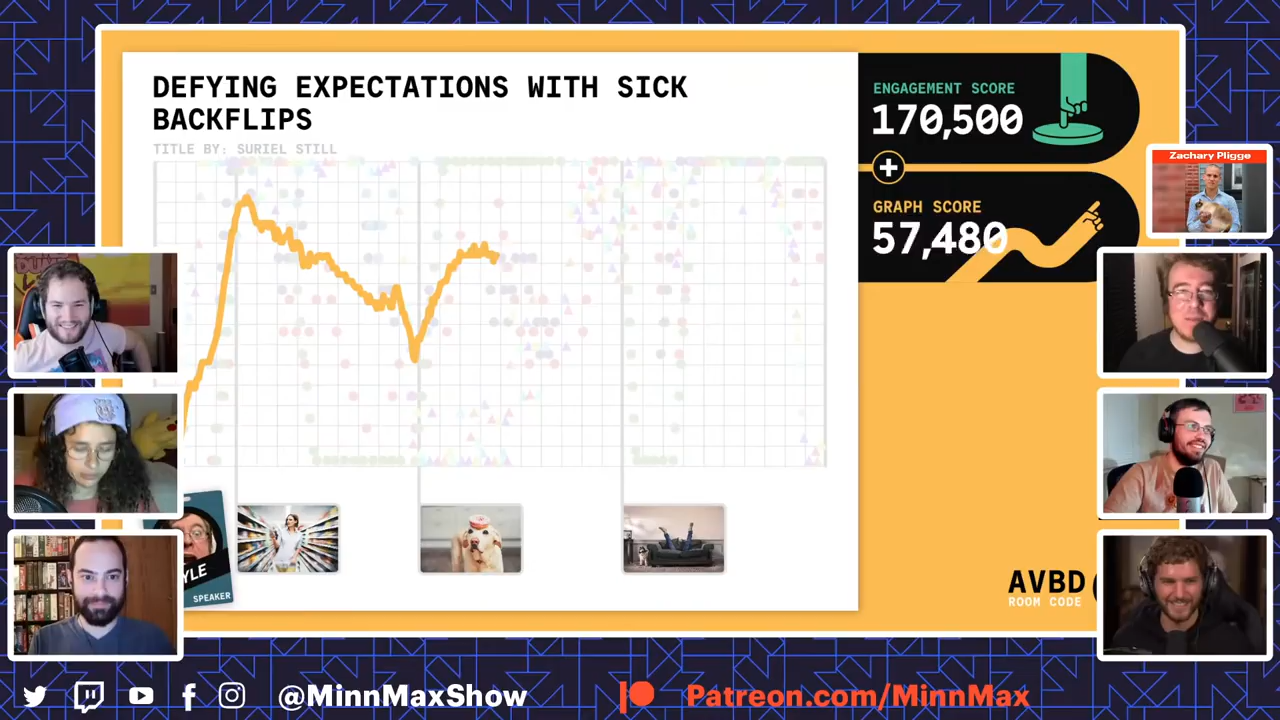 DEFYING EXPECTATIONS WITH SICK
BACKFLIPS
TITLE BY: SURIEL STILL
ENGAGEMENT SCORE
170,500
GRAPH SCORE
57,480
Zachary Pligge
YLE
SPEAKER
AVBD
ROOM CODE
@MinnMaxShow
Patreon.com/MinnMax